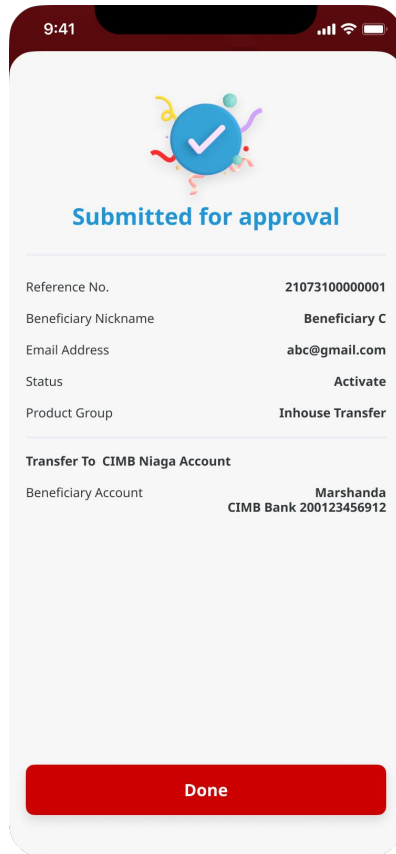 9:41
Submitted for approval
Reference No. 21073100000001
Beneficiary Nickname Beneficiary C
Email Address abc@gmail.com
Status Activate
Product Group Inhouse Transfer
Transfer To CIMB Niaga Account
Beneficiary Account Marshanda
CIMB Bank 200123456912
Done